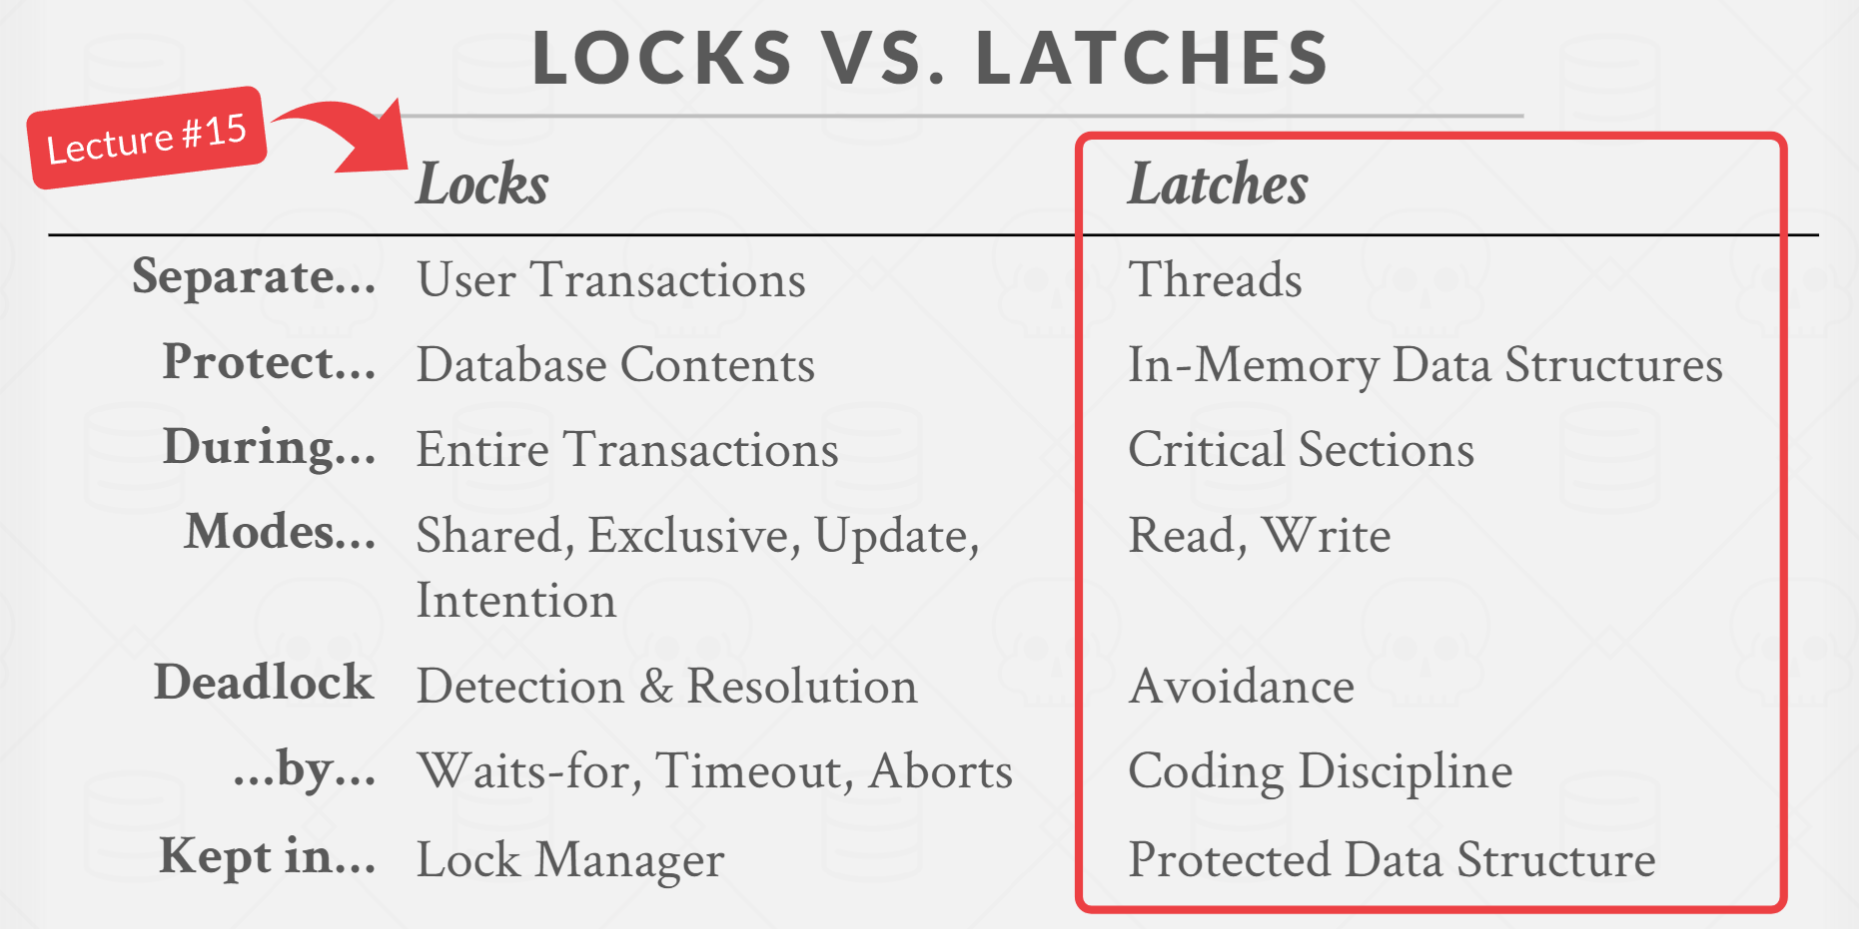 LOCKS VS. LATCHES
Lecture #15
Locks Latches
Separate... User Transactions Threads
Protect... Database Contents In-Memory Data Structures
During... Entire Transactions Critical Sections
Modes... Shared, Exclusive, Update, Read, Write
Intention
Deadlock Detection & Resolution Avoidance
...by... Waits-for, Timeout, Aborts Coding Discipline
Kept in... Lock Manager Protected Data Structure